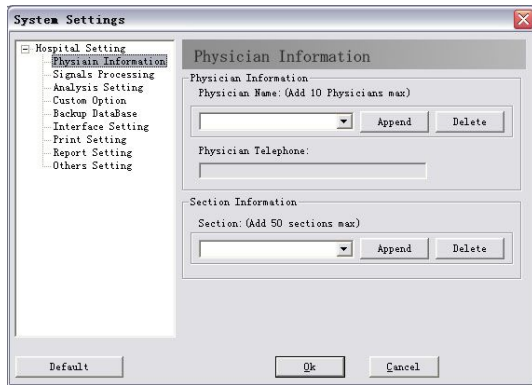 System Settings
Hospital Setting
Physiain Information
Signals Processing
Analysis Setting
Custom Option
Backup DataBase
Interface Setting
Print Setting
Report Setting
Others Setting
Physician Information
Physician Information
Physician Name:(Add 10 Physicians max)
Append
Delete
Physician Telephone:
Section Information
Section:(Add 50 sections max)
Append
Delete
Default
Ok
Cancel